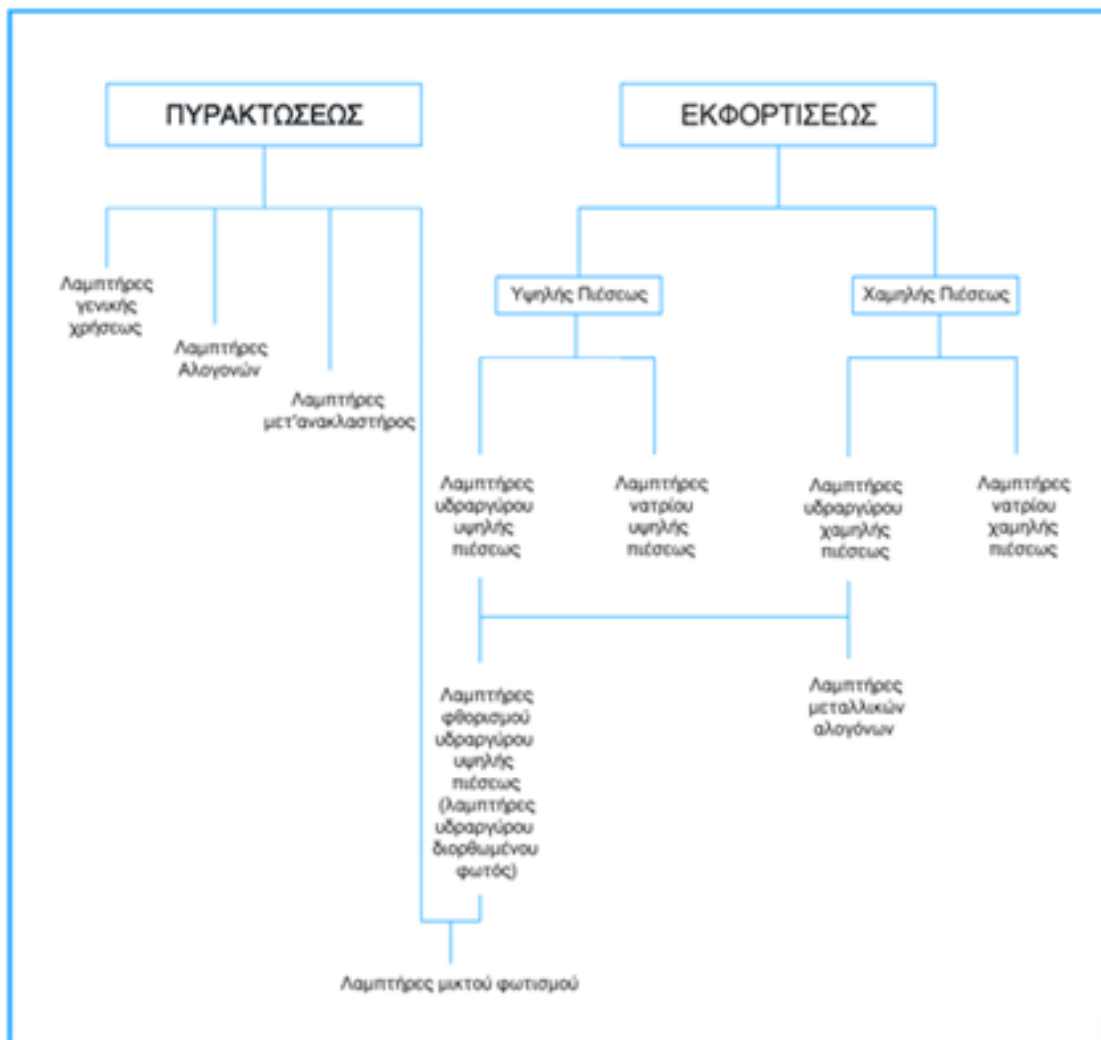 ΠΥΡΑΚΤΩΣΕΩΣ
ΕΚΦΟΡΤΙΣΕΩΣ
Λαμπτήρες
γενικής
χρήσεως
Λαμπτήρες
Αλογονών
Λαμπτήρες
μετ'ανακλαστήρος
Υψηλής Πιέσεως
Χαμηλής Πιέσεως
Λαμπτήρες
υδραργύρου
υψηλής
πιέσεως
Λαμπτήρες
νατρίου
υψηλής
πιέσεως
Λαμπτήρες
υδραργύρου
χαμηλής
πιέσεως
Λαμπτήρες
νατρίου
χαμηλής
πιέσεως
Λαμπτήρες
φθορισμού
υδραργύρου
υψηλής
πιέσεως
(λαμπτήρες
υδραργύρου
διορθωμένου
φωτός)
Λαμπτήρες
μεταλλικών
αλογόνων
Λαμπτήρες μικτού φωτισμού